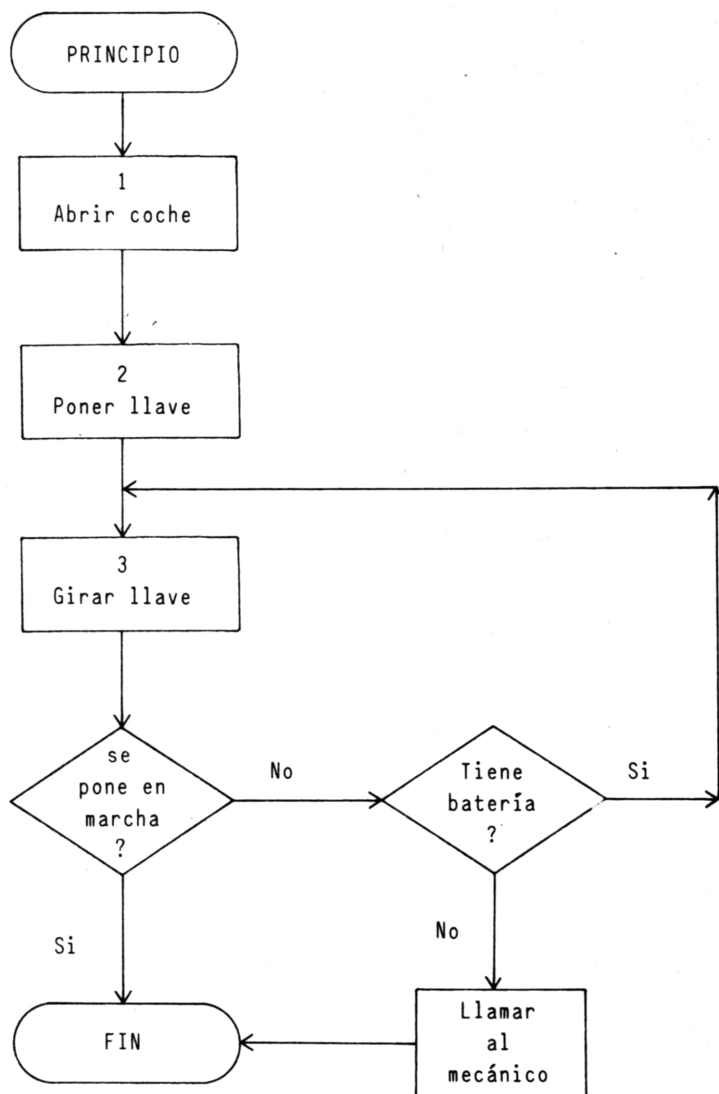 PRINCIPIO
1
Abrir coche
2
Poner llave
3
Girar llave
se
pone en
marcha
?
No
Tiene
batería
?
Si
Si
No
FIN
Llamar
al
mecánico